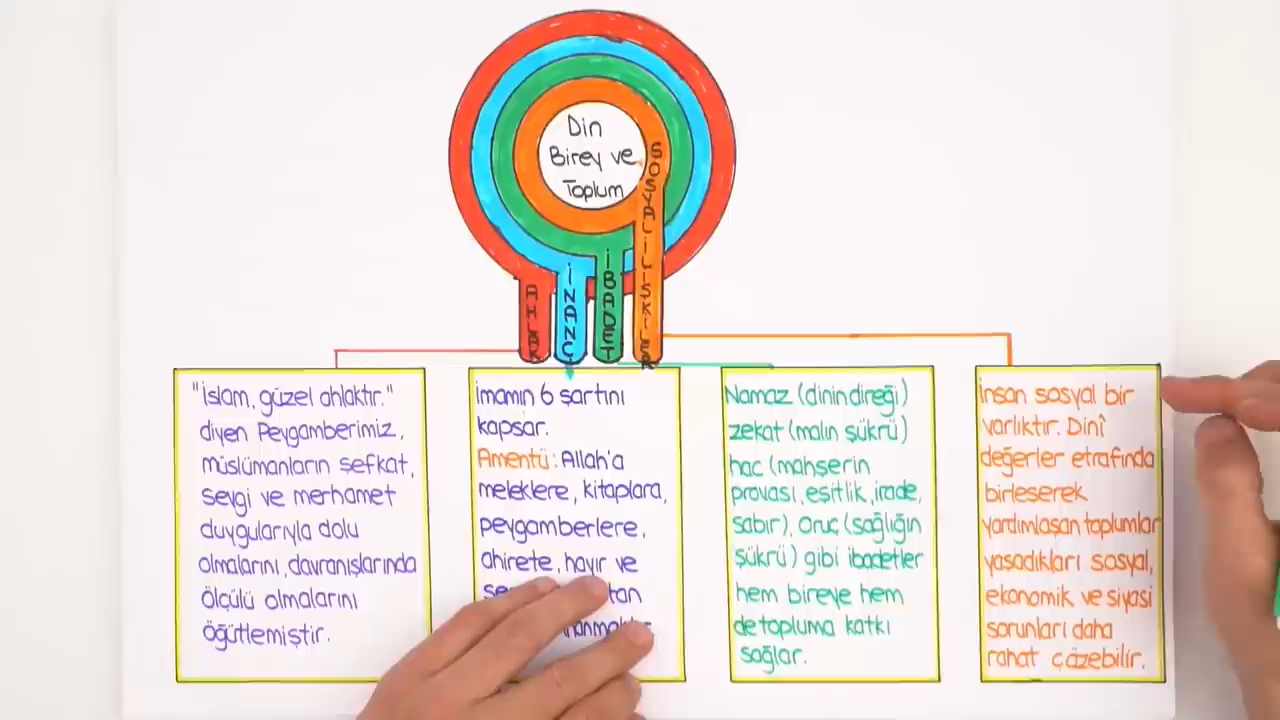 Din
Birey ve
Toplum
AHLAK
İNANÇ
İBADET
SOSYAL İLİŞKİLER
"İslam, güzel ahlaktır."
diyen Peygamberimiz,
müslümanların şefkat,
sevgi ve merhamet
duygularıyla dolu
olmalarını, davranışlarında
ölçülü olmalarını
öğütlemiştir.
İmanın 6 şartını
kapsar.
Amentü: Allah'a
meleklere, kitaplara,
peygamberlere,
ahirete, hayır ve
Namaz (dinin direği)
zekat (malın şükrü)
hac (mahşerin
provası, eşitlik, irade,
sabır), Oruç (sağlığın
şükrü) gibi ibadetler
hem bireye hem
de topluma katkı
sağlar.
İnsan sosyal bir
varlıktır. Dinî
değerler etrafında
birleşerek
yardımlaşan toplumlar
yaşadıkları sosyal,
ekonomik ve siyasi
sorunları daha
rahat çözebilir.